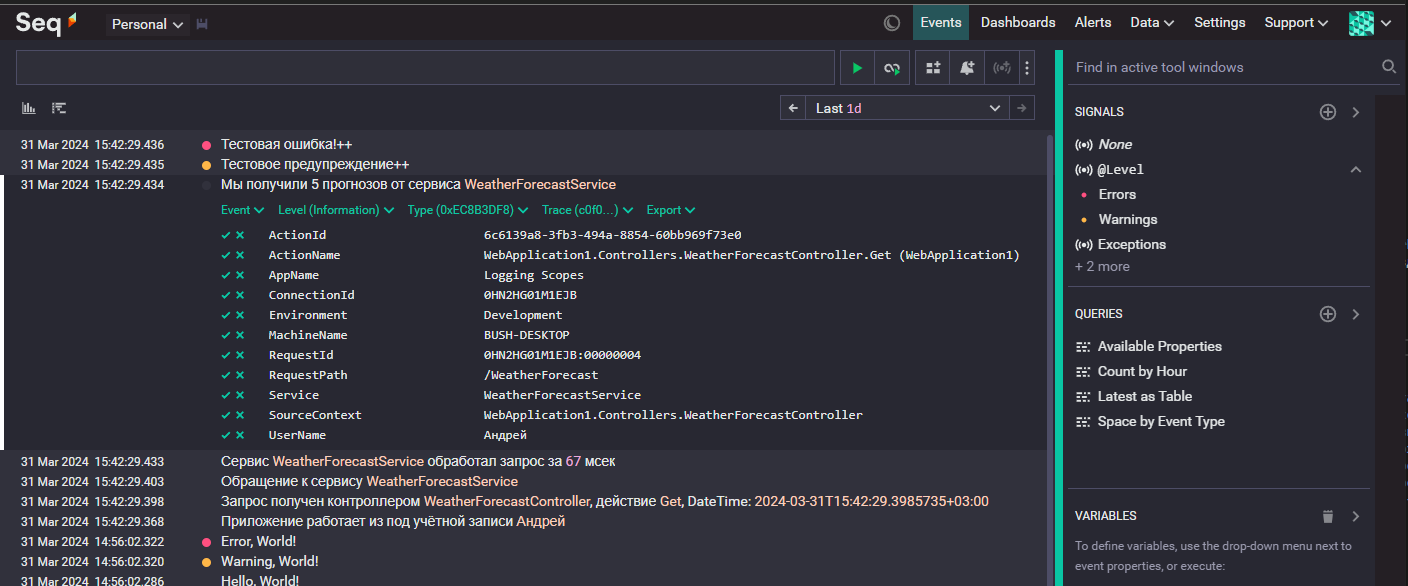 Seq
Personal
Events Dashboards Alerts Data Settings Support
Find in active tool windows
Last 1d
SIGNALS
None
@Level
Errors
Warnings
Exceptions
+ 2 more
QUERIES
Available Properties
Count by Hour
Latest as Table
Space by Event Type
VARIABLES
To define variables, use the drop-down menu next to
event properties, or execute:
31 Mar 2024 15:42:29.436 Тестовая ошибка!++
31 Mar 2024 15:42:29.435 Тестовое предупреждение++
31 Mar 2024 15:42:29.434 Мы получили 5 прогнозов от сервиса WeatherForecastService
Event Level (Information) Type (0xEC8B3DF8) Trace (c0f0...) Export
ActionId 6c6139a8-3fb3-494a-8854-60bb969f73e0
ActionName WebApplication1.Controllers.WeatherForecastController.Get (WebApplication1)
AppName Logging Scopes
ConnectionId 0HN2HG01M1EJB
Environment Development
MachineName BUSH-DESKTOP
RequestId 0HN2HG01M1EJB:00000004
RequestPath /WeatherForecast
Service WeatherForecastService
SourceContext WebApplication1.Controllers.WeatherForecastController
UserName Андрей
31 Mar 2024 15:42:29.433 Сервис WeatherForecastService обработал запрос за 67 мсек
31 Mar 2024 15:42:29.403 Обращение к сервису WeatherForecastService
31 Mar 2024 15:42:29.398 Запрос получен контроллером WeatherForecastController, действие Get, DateTime: 2024-03-31T15:42:29.3985735+03:00
31 Mar 2024 15:42:29.368 Приложение работает из под учётной записи Андрей
31 Mar 2024 14:56:02.322 Error, World!
31 Mar 2024 14:56:02.320 Warning, World!
31 Mar 2024 14:56:02.286 Hello, World!